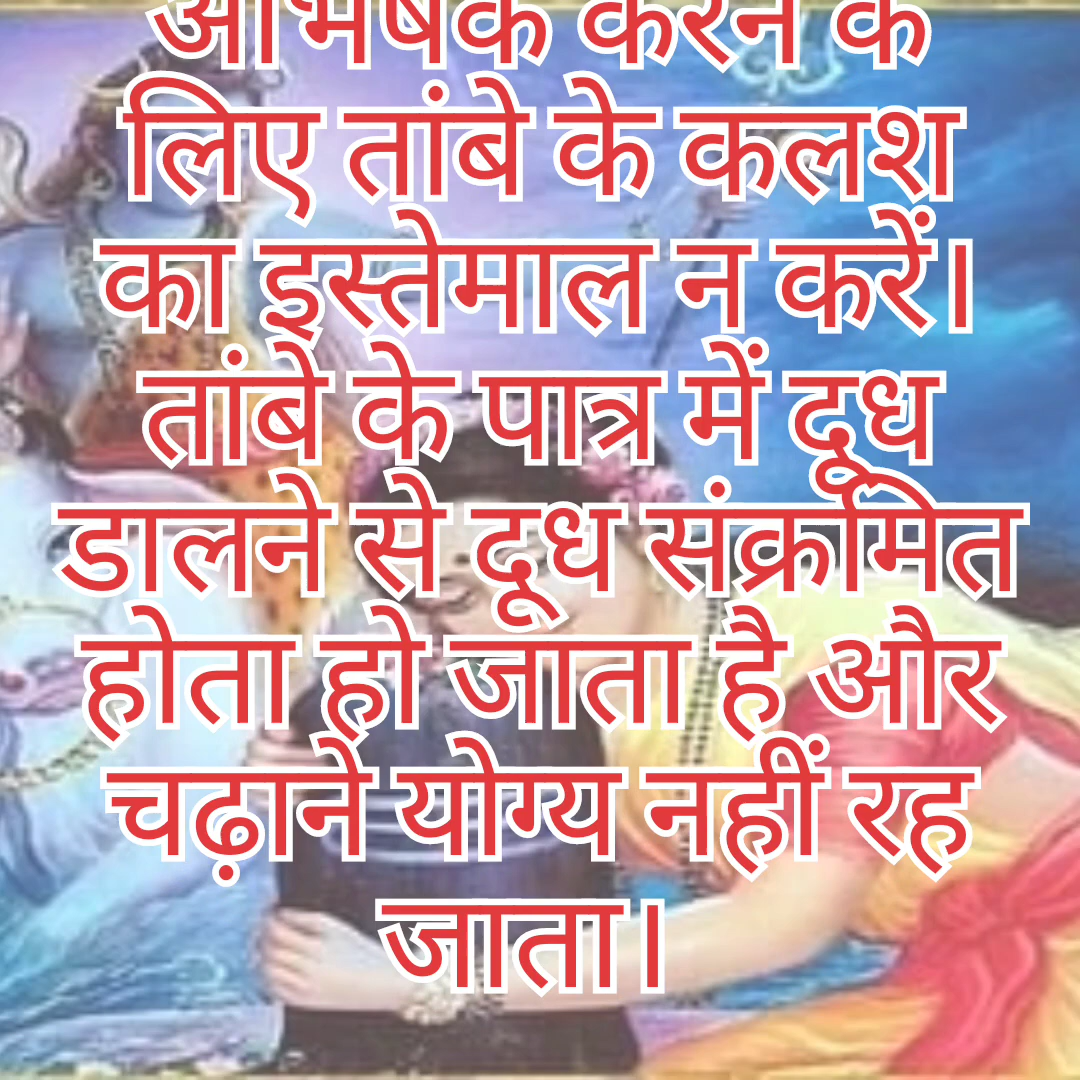 अभिषेक करने के
लिए तांबे के कलश
का इस्तेमाल न करें।
तांबे के पात्र में दूध
डालने से दूध संक्रमित
होता हो जाता है और
चढ़ाने योग्य नहीं रह
जाता।